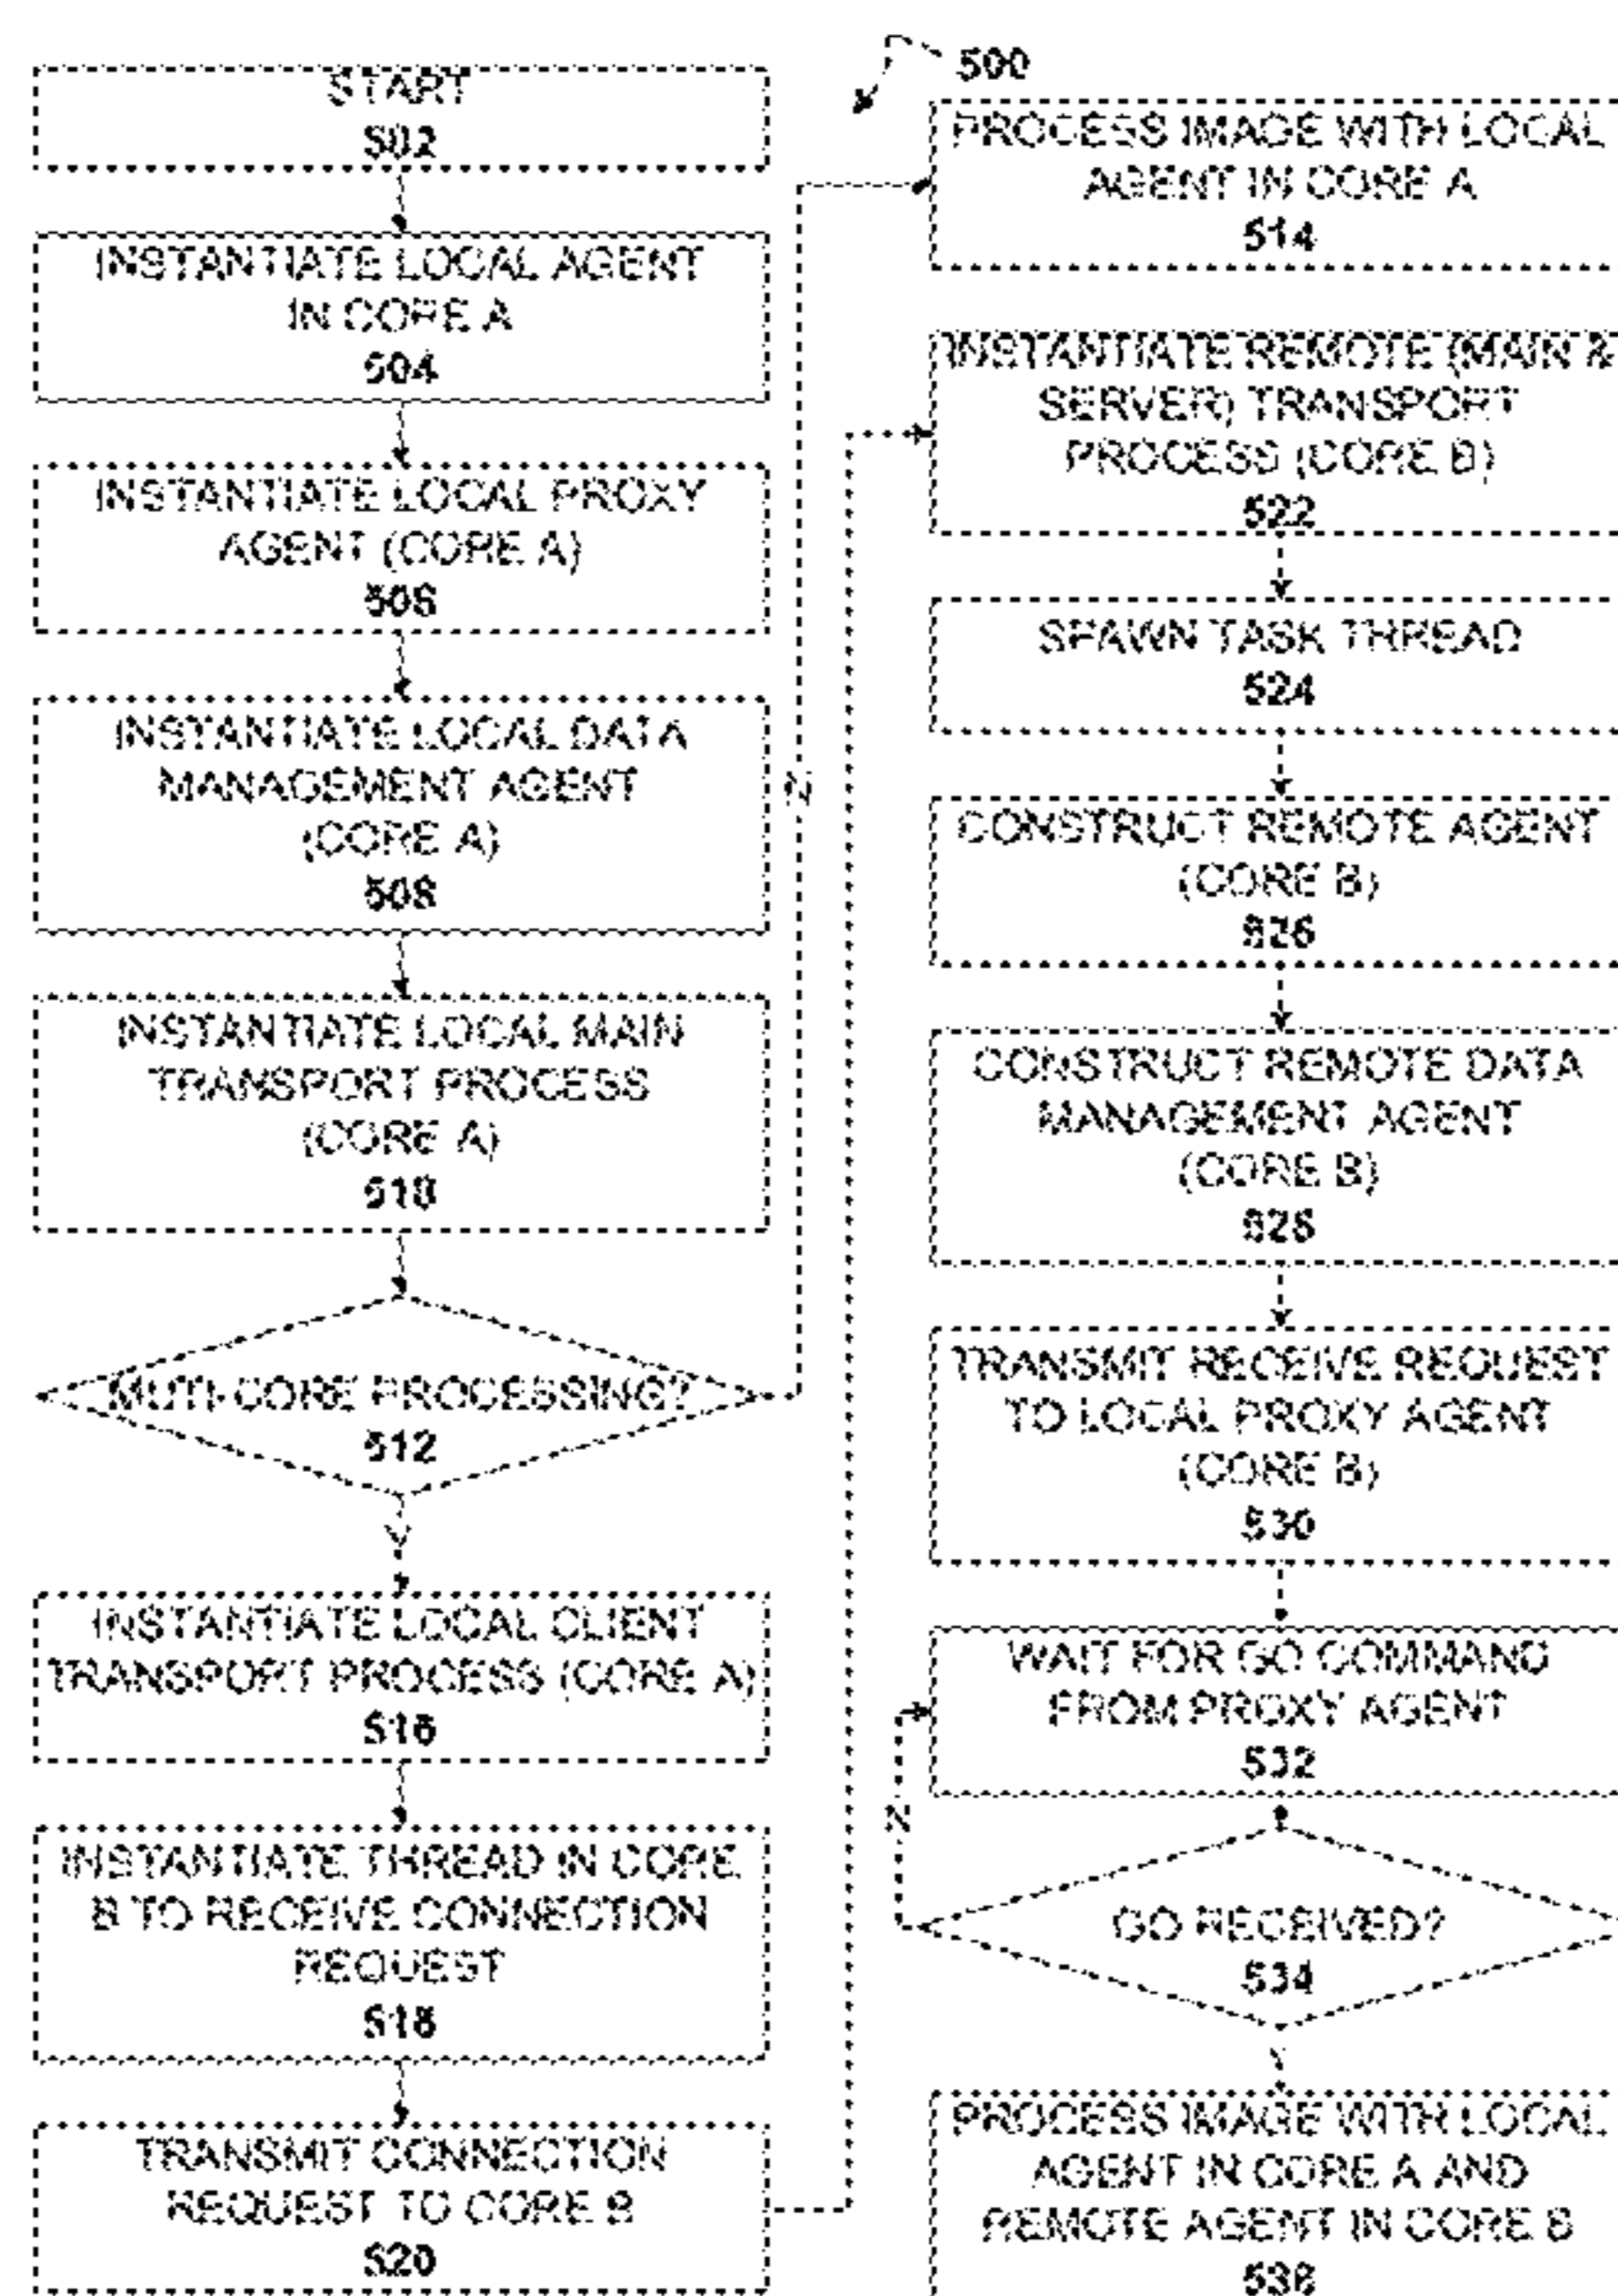 START
502
INSTANTIATE LOCAL AGENT
IN CORE A
504
INSTANTIATE LOCAL PROXY
AGENT (CORE A)
506
INSTANTIATE LOCAL DATA
MANAGEMENT AGENT
(CORE A)
508
INSTANTIATE LOCAL MAIN
TRANSPORT PROCESS
(CORE A)
510
MUTI-CORE PROCESSING?
512
Y
INSTANTIATE LOCAL CLIENT
TRANSPORT PROCESS (CORE A)
516
INSTANTIATE THREAD IN CORE
B TO RECEIVE CONNECTION
REQUEST
518
TRANSMIT CONNECTION
REQUEST TO CORE B
520
N
500
PROCESS IMAGE WITH LOCAL
AGENT IN CORE A
514
INSTANTIATE REMOTE (MAIN &
SERVER) TRANSPORT
PROCESS (CORE B)
522
SPAWN TASK THREAD
524
CONSTRUCT REMOTE AGENT
(CORE B)
526
CONSTRUCT REMOTE DATA
MANAGEMENT AGENT
(CORE B)
528
TRANSMIT RECEIVE REQUEST
TO LOCAL PROXY AGENT
(CORE B)
530
WAIT FOR GO COMMAND
FROM PROXY AGENT
532
N
GO RECEIVED?
534
PROCESS IMAGE WITH LOCAL
AGENT IN CORE A AND
REMOTE AGENT IN CORE B
536